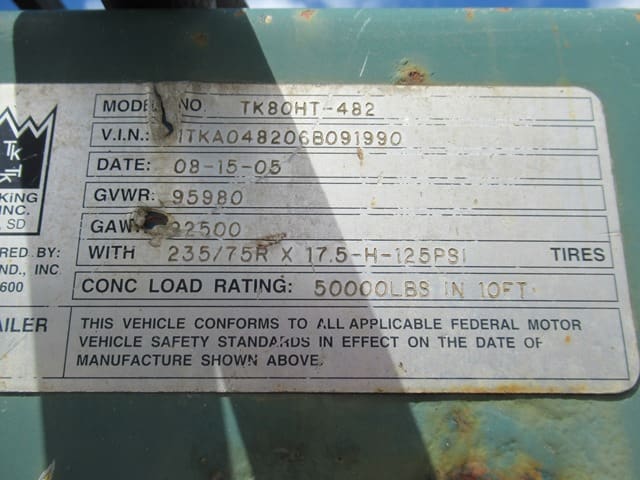 TK
KING
INC.
, SD
RED BY:
ND., INC
600
AILER
MODEL NO. TK80HT-482
V.I.N.: 1TKA048206B091990
DATE: 08-15-05
GVWR: 95980
GAW 22500
WITH 235/75R X 17.5-H-125PSI TIRES
CONC LOAD RATING: 50000LBS IN 10FT
THIS VEHICLE CONFORMS TO ALL APPLICABLE FEDERAL MOTOR
VEHICLE SAFETY STANDARDS IN EFFECT ON THE DATE OF
MANUFACTURE SHOWN ABOVE.